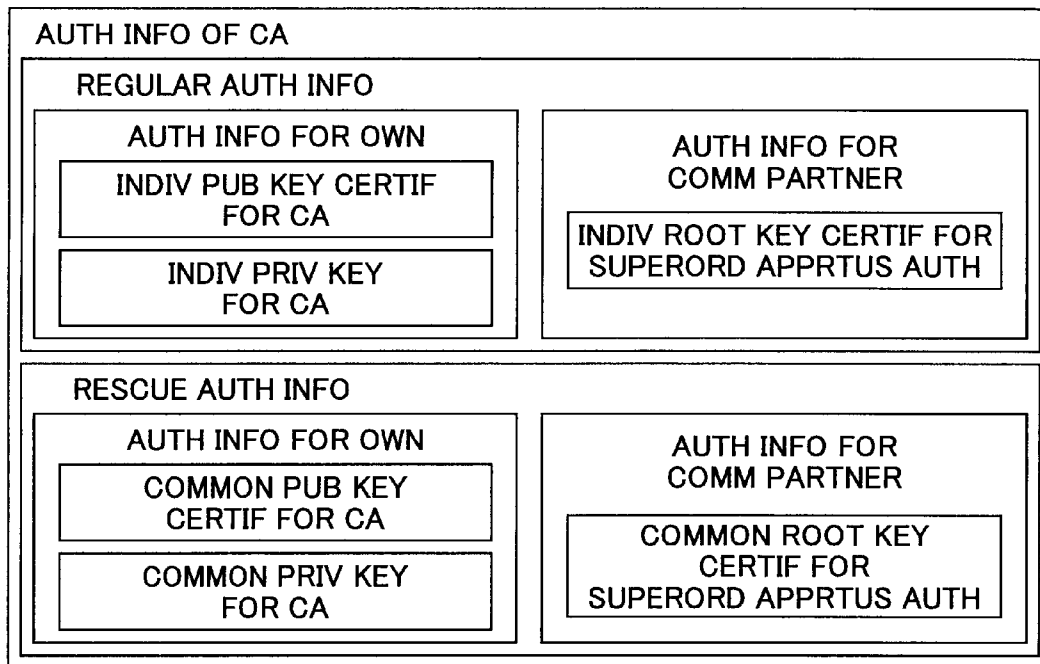 AUTH INFO OF CA
REGULAR AUTH INFO
AUTH INFO FOR OWN
INDIV PUB KEY CERTIF
FOR CA
INDIV PRIV KEY
FOR CA
AUTH INFO FOR
COMM PARTNER
INDIV ROOT KEY CERTIF FOR
SUPERORD APPRTUS AUTH
RESCUE AUTH INFO
AUTH INFO FOR OWN
COMMON PUB KEY
CERTIF FOR CA
COMMON PRIV KEY
FOR CA
AUTH INFO FOR
COMM PARTNER
COMMON ROOT KEY
CERTIF FOR
SUPERORD APPRTUS AUTH